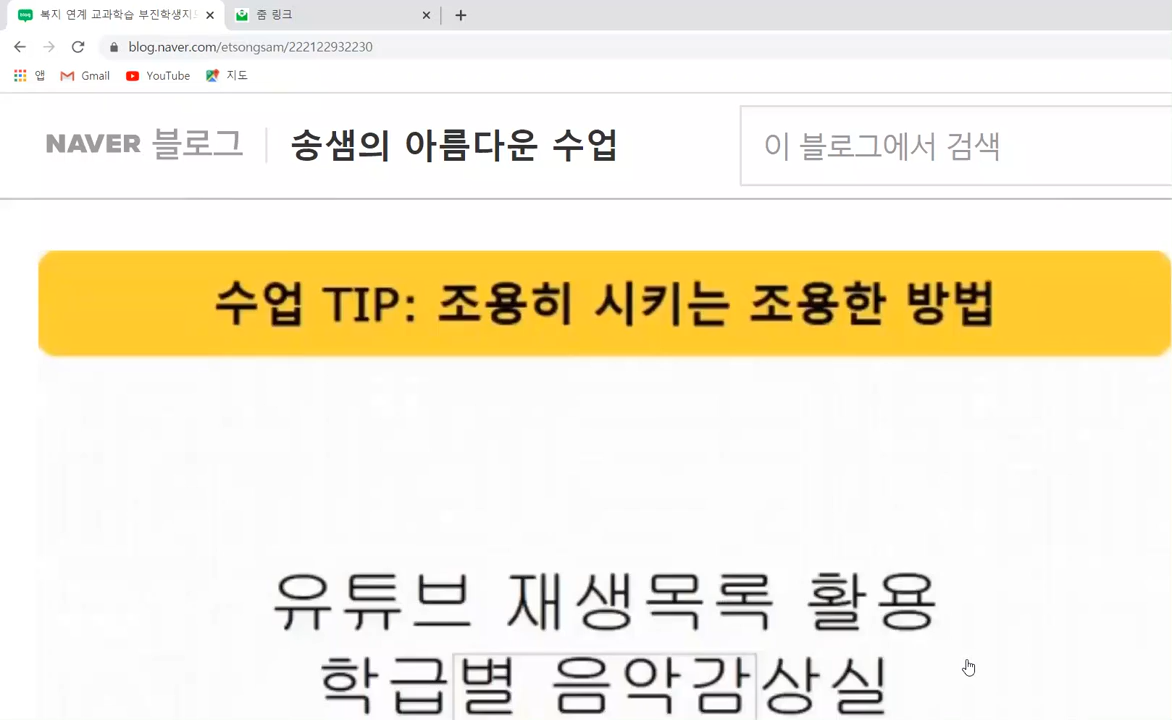 복지 연계 교과학습 부진학생지
줌 링크
blog.naver.com/etsongsam/222122932230
앱 Gmail YouTube 지도
NAVER 블로그 송샘의 아름다운 수업
이 블로그에서 검색
수업 TIP: 조용히 시키는 조용한 방법
유튜브 재생목록 활용
학급별 음악감상실